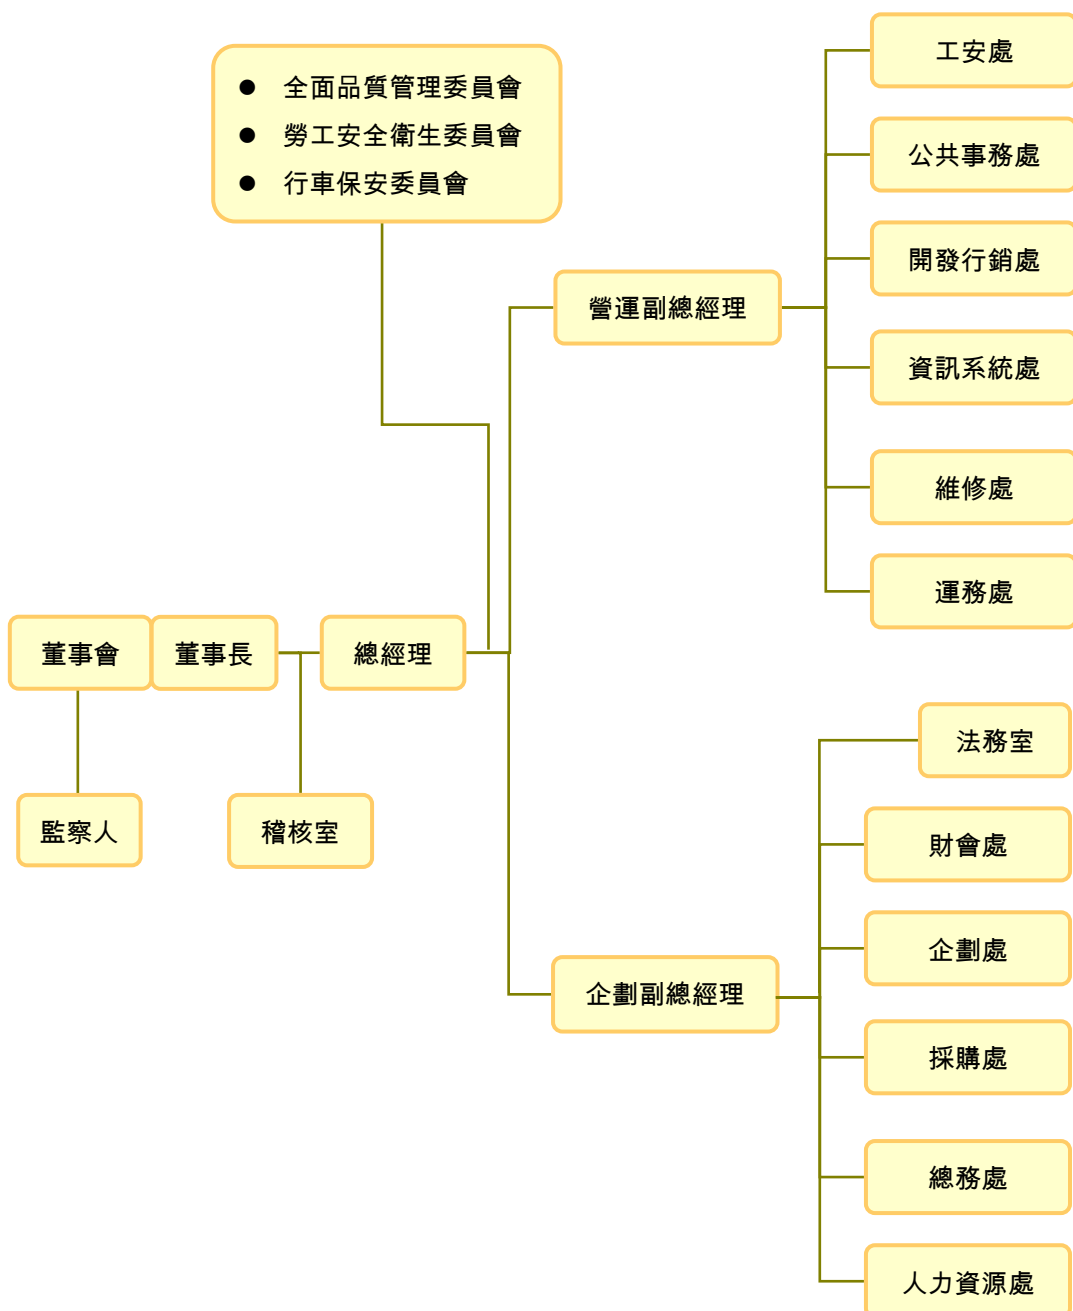 全面品質管理委員會
勞工安全衛生委員會
行車保安委員會
工安處
公共事務處
開發行銷處
營運副總經理
資訊系統處
維修處
運務處
董事會
董事長
總經理
法務室
監察人
稽核室
財會處
企劃處
企劃副總經理
採購處
總務處
人力資源處